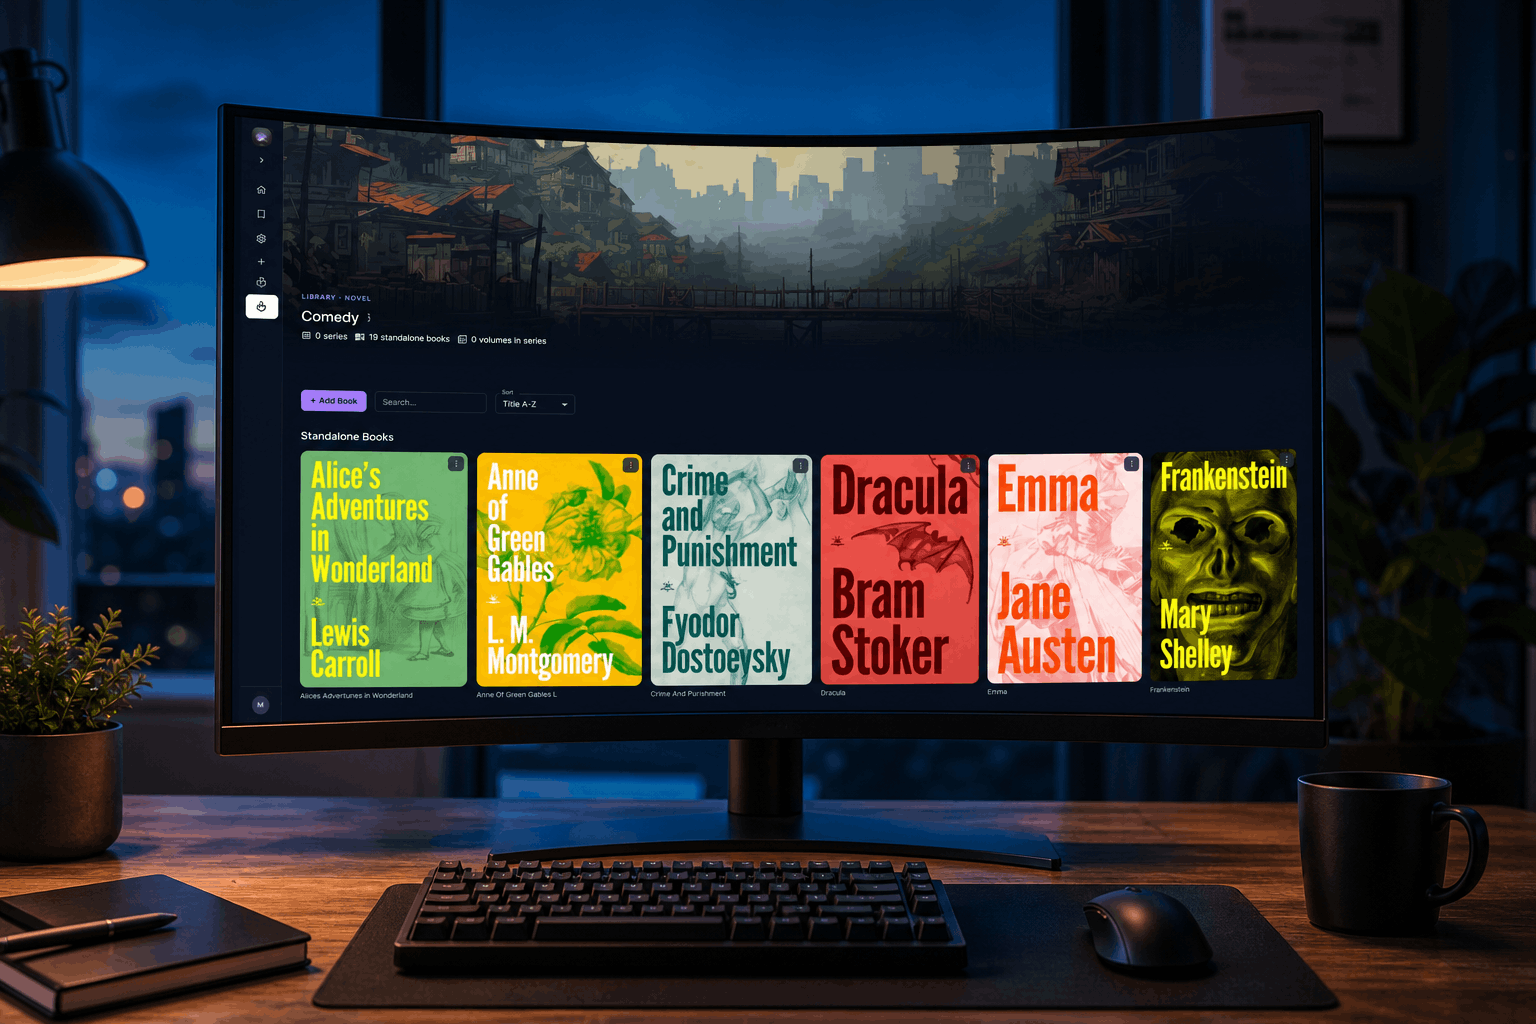 LIBRARY • NOVEL
Comedy
0 series 19 standalone books 0 volumes in series
+ Add Book
Search...
Sort
Title A-Z
Standalone Books
Alice's
Adventures
in
Wonderland
Lewis
Carroll
Alices Advertunes in Wonderland
Anne
of
Green
Gables
L. M.
Montgomery
Anne Of Green Gables L
Crime
and
Punishment
Fyodor
Dostoevsky
Crime And Purishment
Dracula
Bram
Stoker
Dracula
Emma
Jane
Austen
Emma
Frankenstein
Mary
Shelley
Frankenstein
M